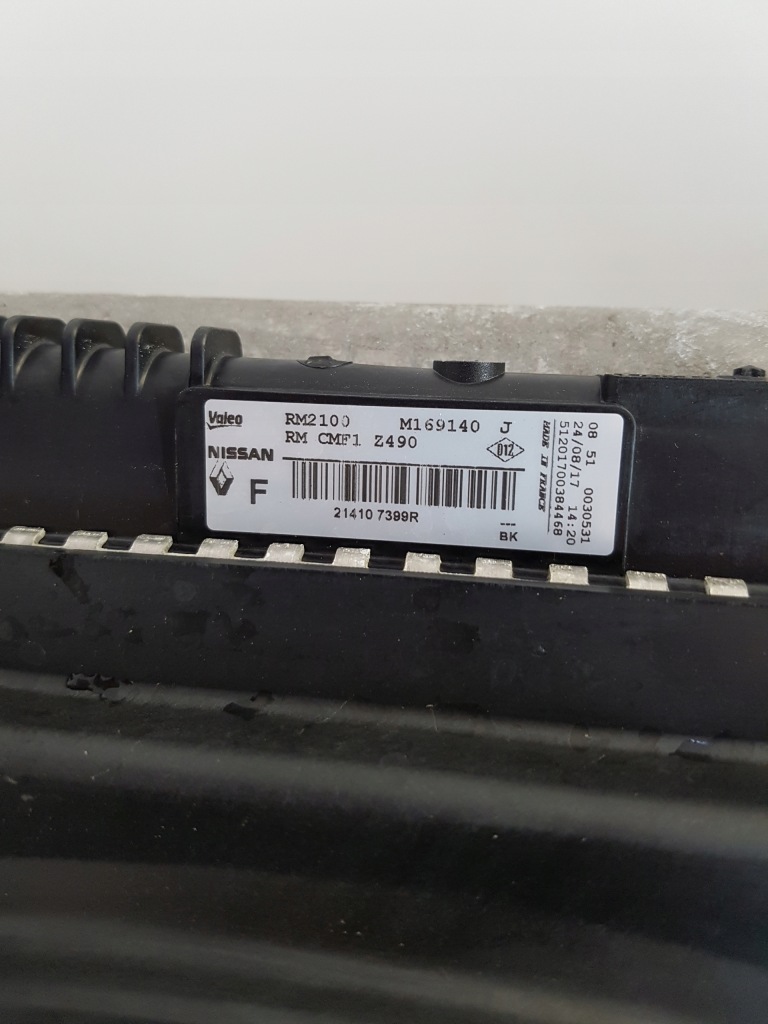 Valeo RM2100 M169140 J
RM CMF1 Z490
NISSAN
D12
F
21410 7399R
---
BK
MADE IN FRANCE
08 51 0030531
24/08/17 14:20
51201700384468